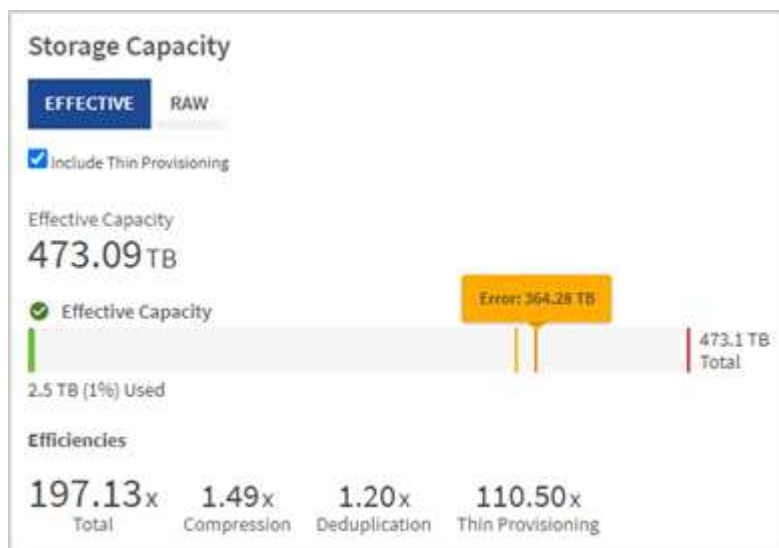 Storage Capacity
EFFECTIVE RAW
Include Thin Provisioning
Effective Capacity
473.09 TB
Error: 364.28 TB
Effective Capacity
473.1 TB
Total
2.5 TB (1%) Used
Efficiencies
197.13x 1.49x 1.20x 110.50x
Total Compression Deduplication Thin Provisioning